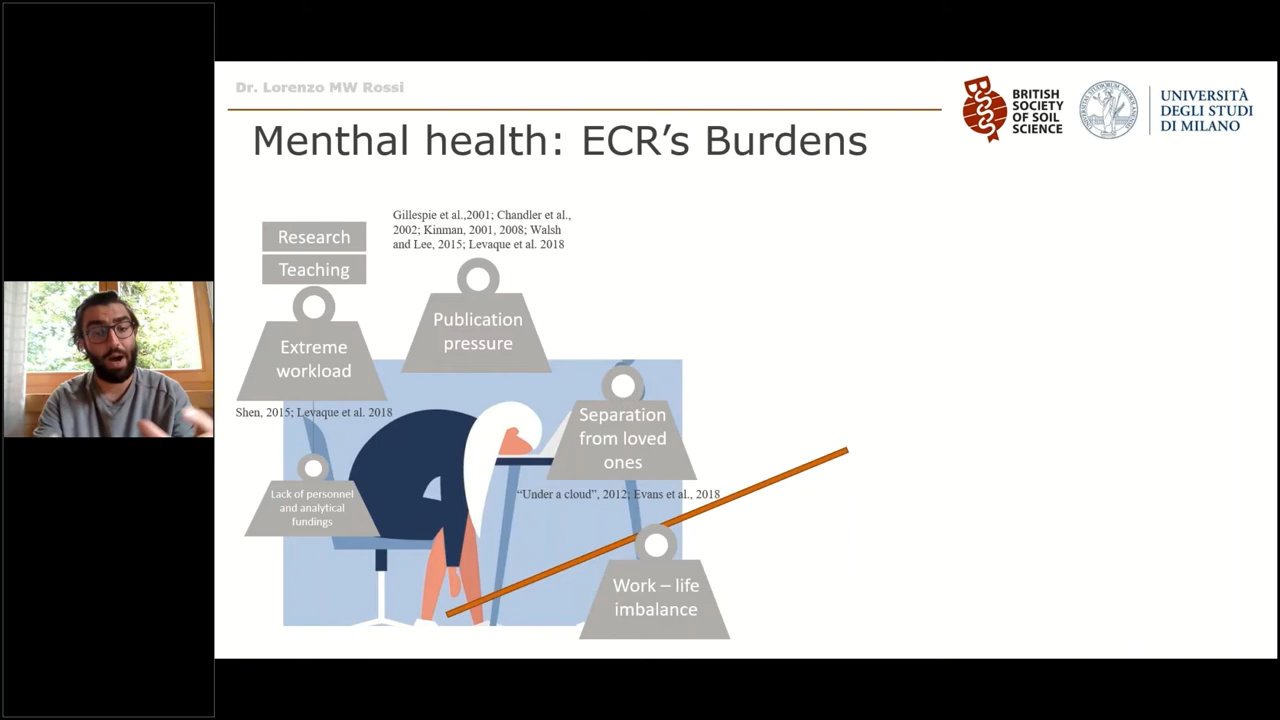 Dr. Lorenzo MW Rossi
BRITISH
SOCIETY
OF SOIL
SCIENCE
UNIVERSITÀ
DEGLI STUDI
DI MILANO
Menthal health: ECR's Burdens
Research
Teaching
Gillespie et al.,2001; Chandler et al.,
2002; Kinman, 2001, 2008; Walsh
and Lee, 2015; Levaque et al. 2018
Extreme
workload
Publication
pressure
Shen, 2015; Levaque et al. 2018
Separation
from loved
ones
Lack of personnel
and analytical
fundings
“Under a cloud”, 2012; Evans et al., 2018
Work – life
imbalance